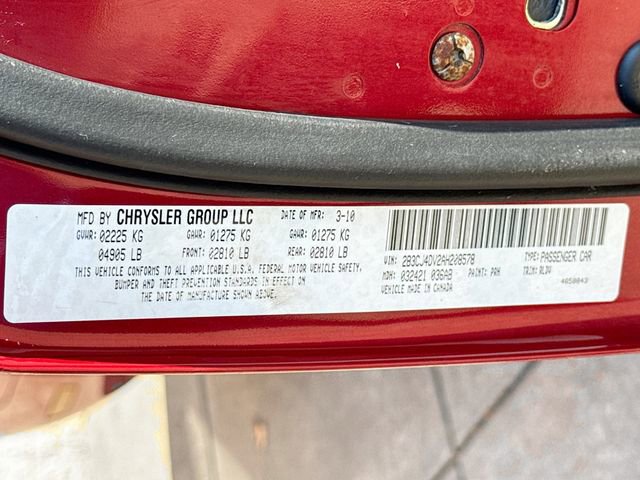 MFD BY CHRYSLER GROUP LLC DATE OF MFR: 3-10
GVWR: 02225 KG GAWR: 01275 KG GAWR: 01275 KG
04905 LB FRONT: 02810 LB REAR: 02810 LB
THIS VEHICLE CONFORMS TO ALL APPLICABLE U.S.A. FEDERAL MOTOR VEHICLE SAFETY,
BUMPER AND THEFT PREVENTION STANDARDS IN EFFECT ON
THE DATE OF MANUFACTURE SHOWN ABOVE.
VIN: 2B3CJ4DV2AH208578 TYPE: PASSENGER CAR
MDH: 032421 036AB PAINT: PRH TRIM: RLDV
VEHICLE MADE IN CANADA 4658843